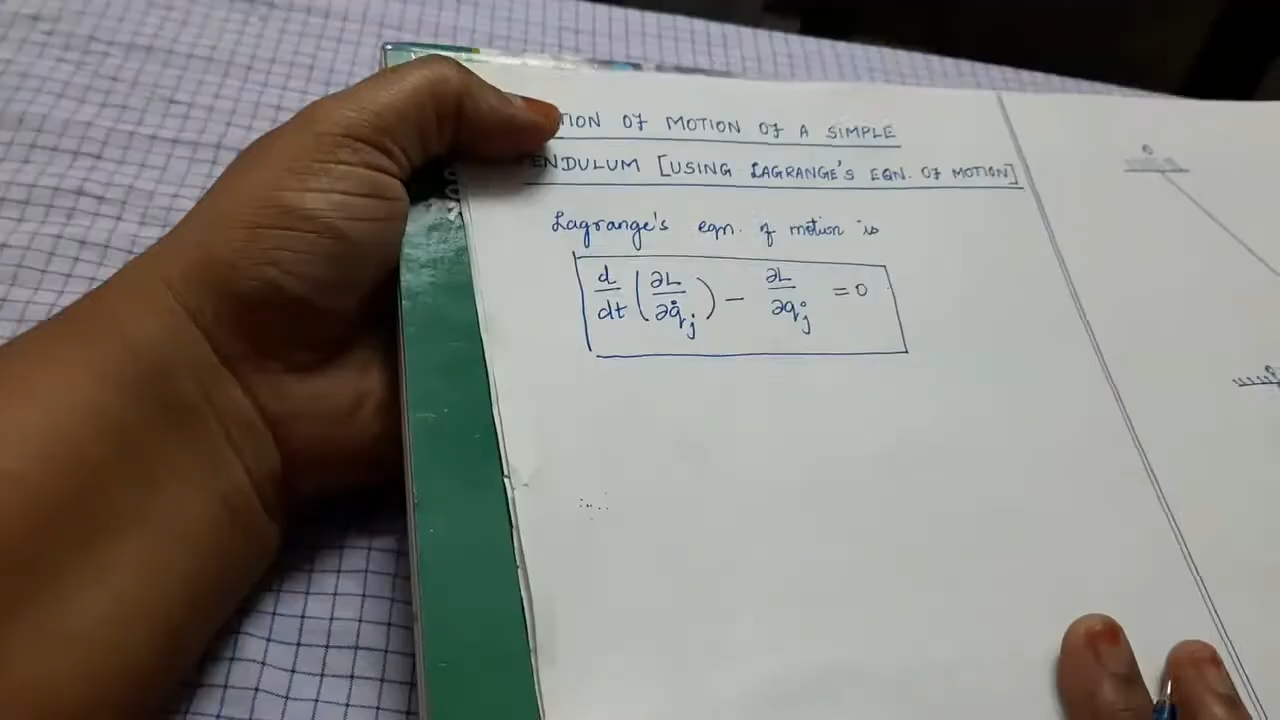 TION OF MOTION OF A SIMPLE
ENDULUM [USING LAGRANGE'S EQN. OF MOTION]
Lagrange's eqn. of motion is
d/dt (∂L/∂q̇j) - ∂L/∂qj = 0